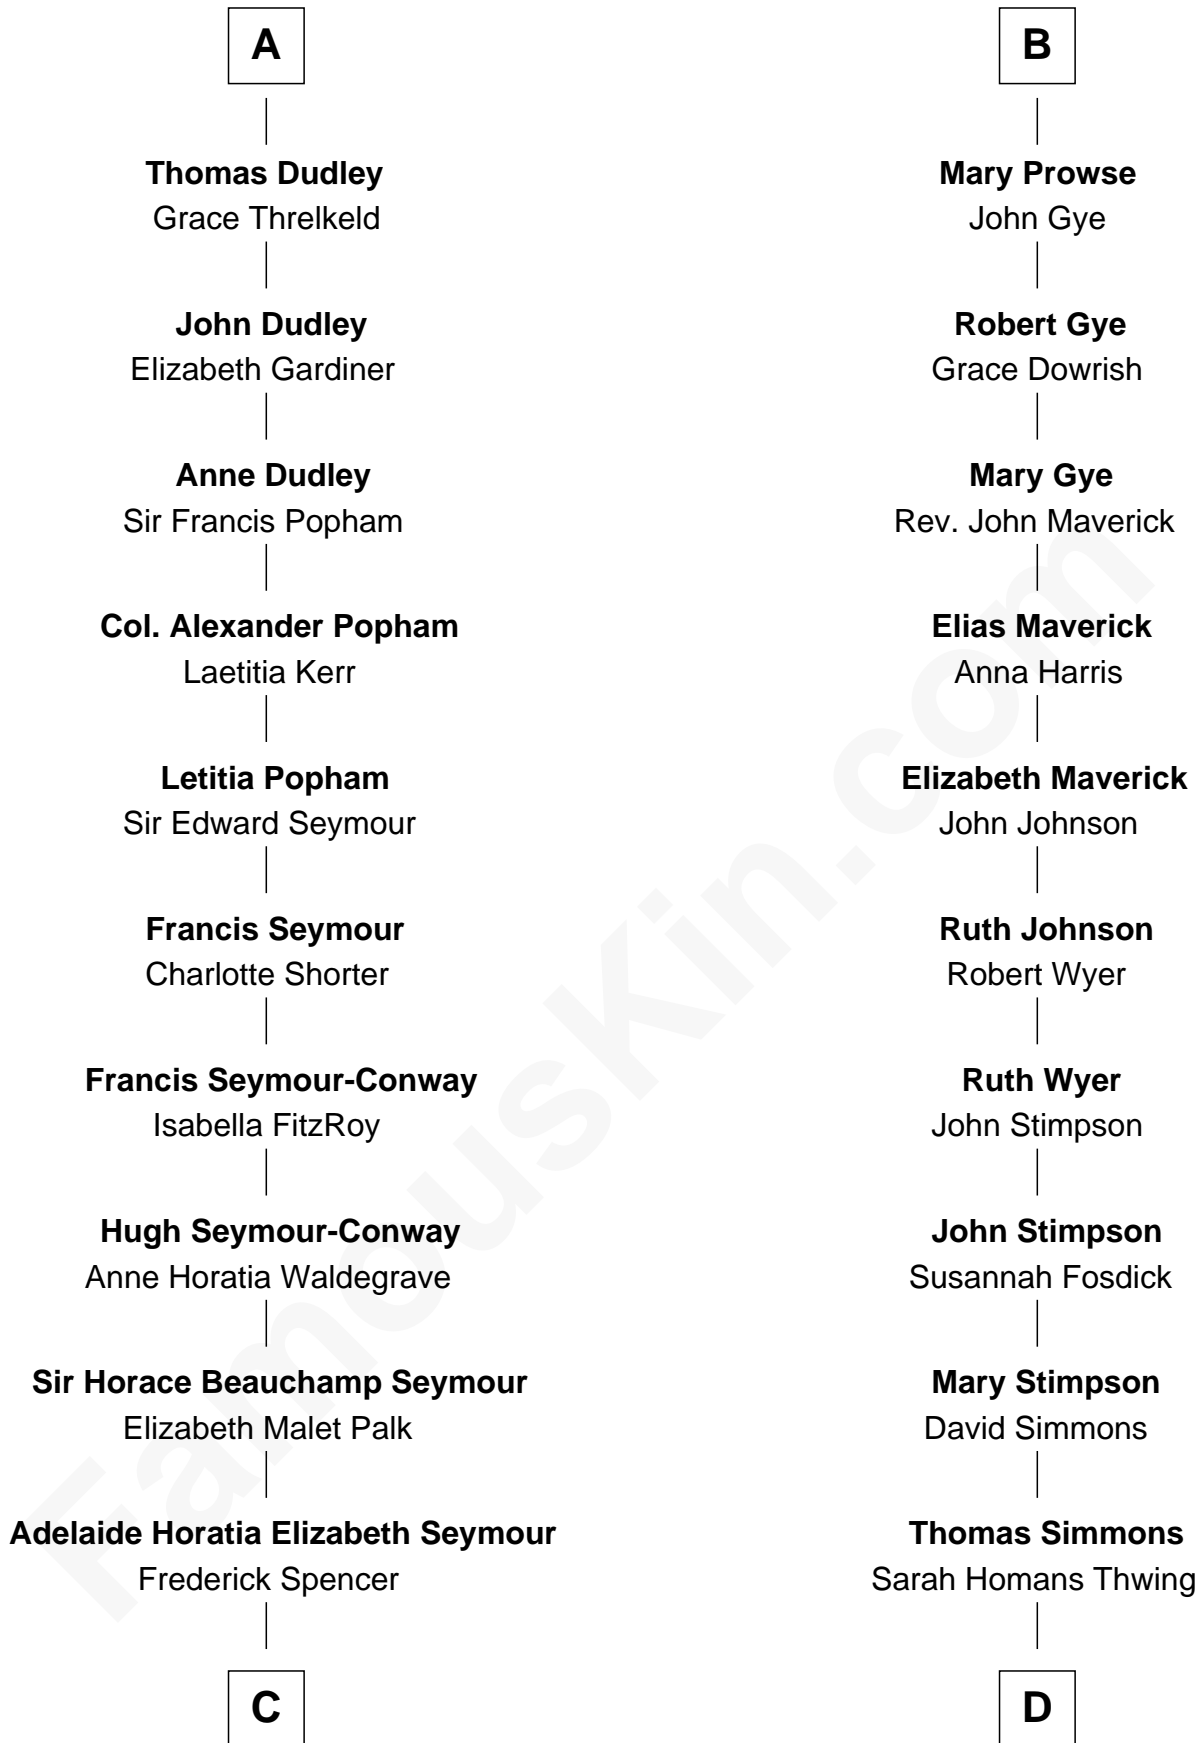 A
Thomas Dudley
Grace Threlkeld
John Dudley
Elizabeth Gardiner
Anne Dudley
Sir Francis Popham
Col. Alexander Popham
Laetitia Kerr
Letitia Popham
Sir Edward Seymour
Francis Seymour
Charlotte Shorter
Francis Seymour-Conway
Isabella FitzRoy
Hugh Seymour-Conway
Anne Horatia Waldegrave
Sir Horace Beauchamp Seymour
Elizabeth Malet Palk
Adelaide Horatia Elizabeth Seymour
Frederick Spencer
C
B
Mary Prowse
John Gye
Robert Gye
Grace Dowrish
Mary Gye
Rev. John Maverick
Elias Maverick
Anna Harris
Elizabeth Maverick
John Johnson
Ruth Johnson
Robert Wyer
Ruth Wyer
John Stimpson
John Stimpson
Susannah Fosdick
Mary Stimpson
David Simmons
Thomas Simmons
Sarah Homans Thwing
D
FamousKin.com